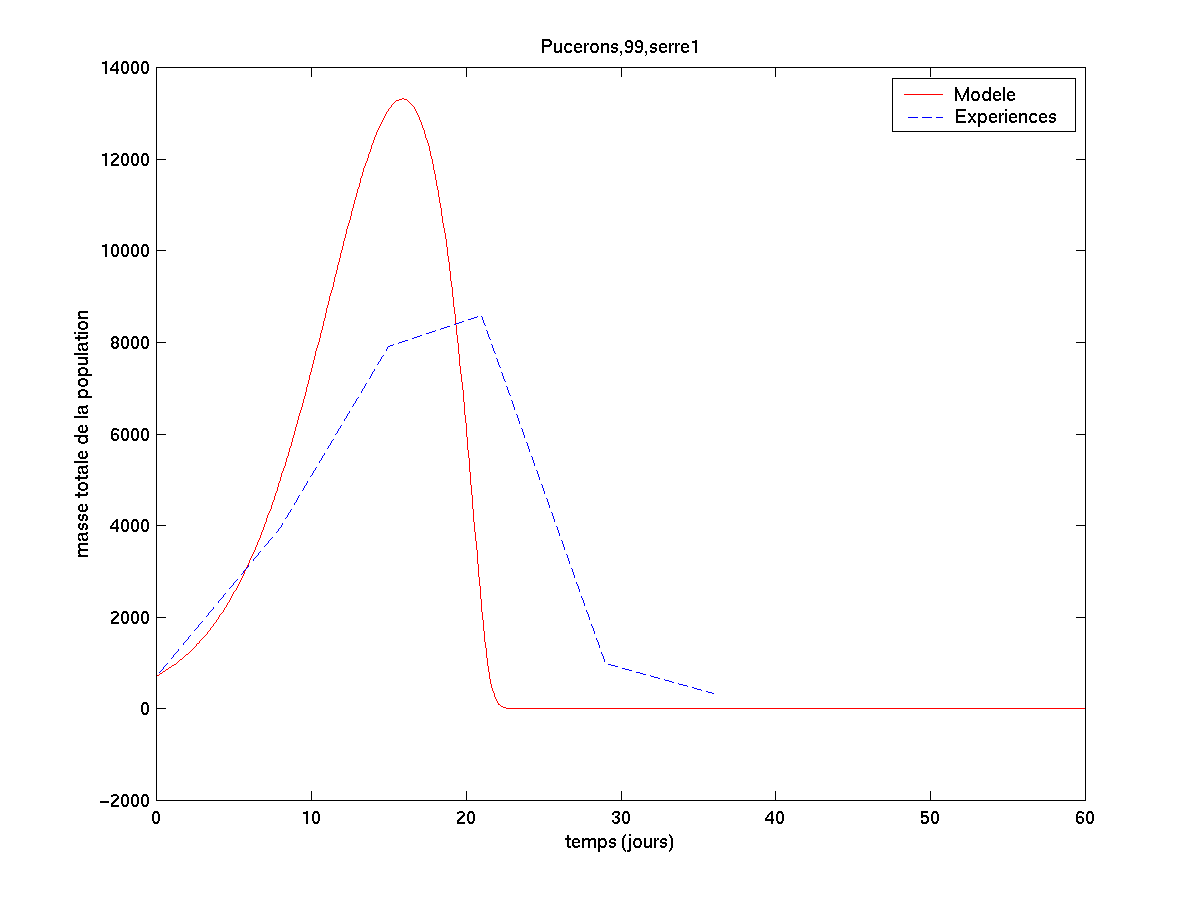 Pucerons,99,serre1
14000
12000
10000
8000
6000
4000
2000
0
−2000
masse totale de la population
Modele
Experiences
0 10 20 30 40 50 60
temps (jours)